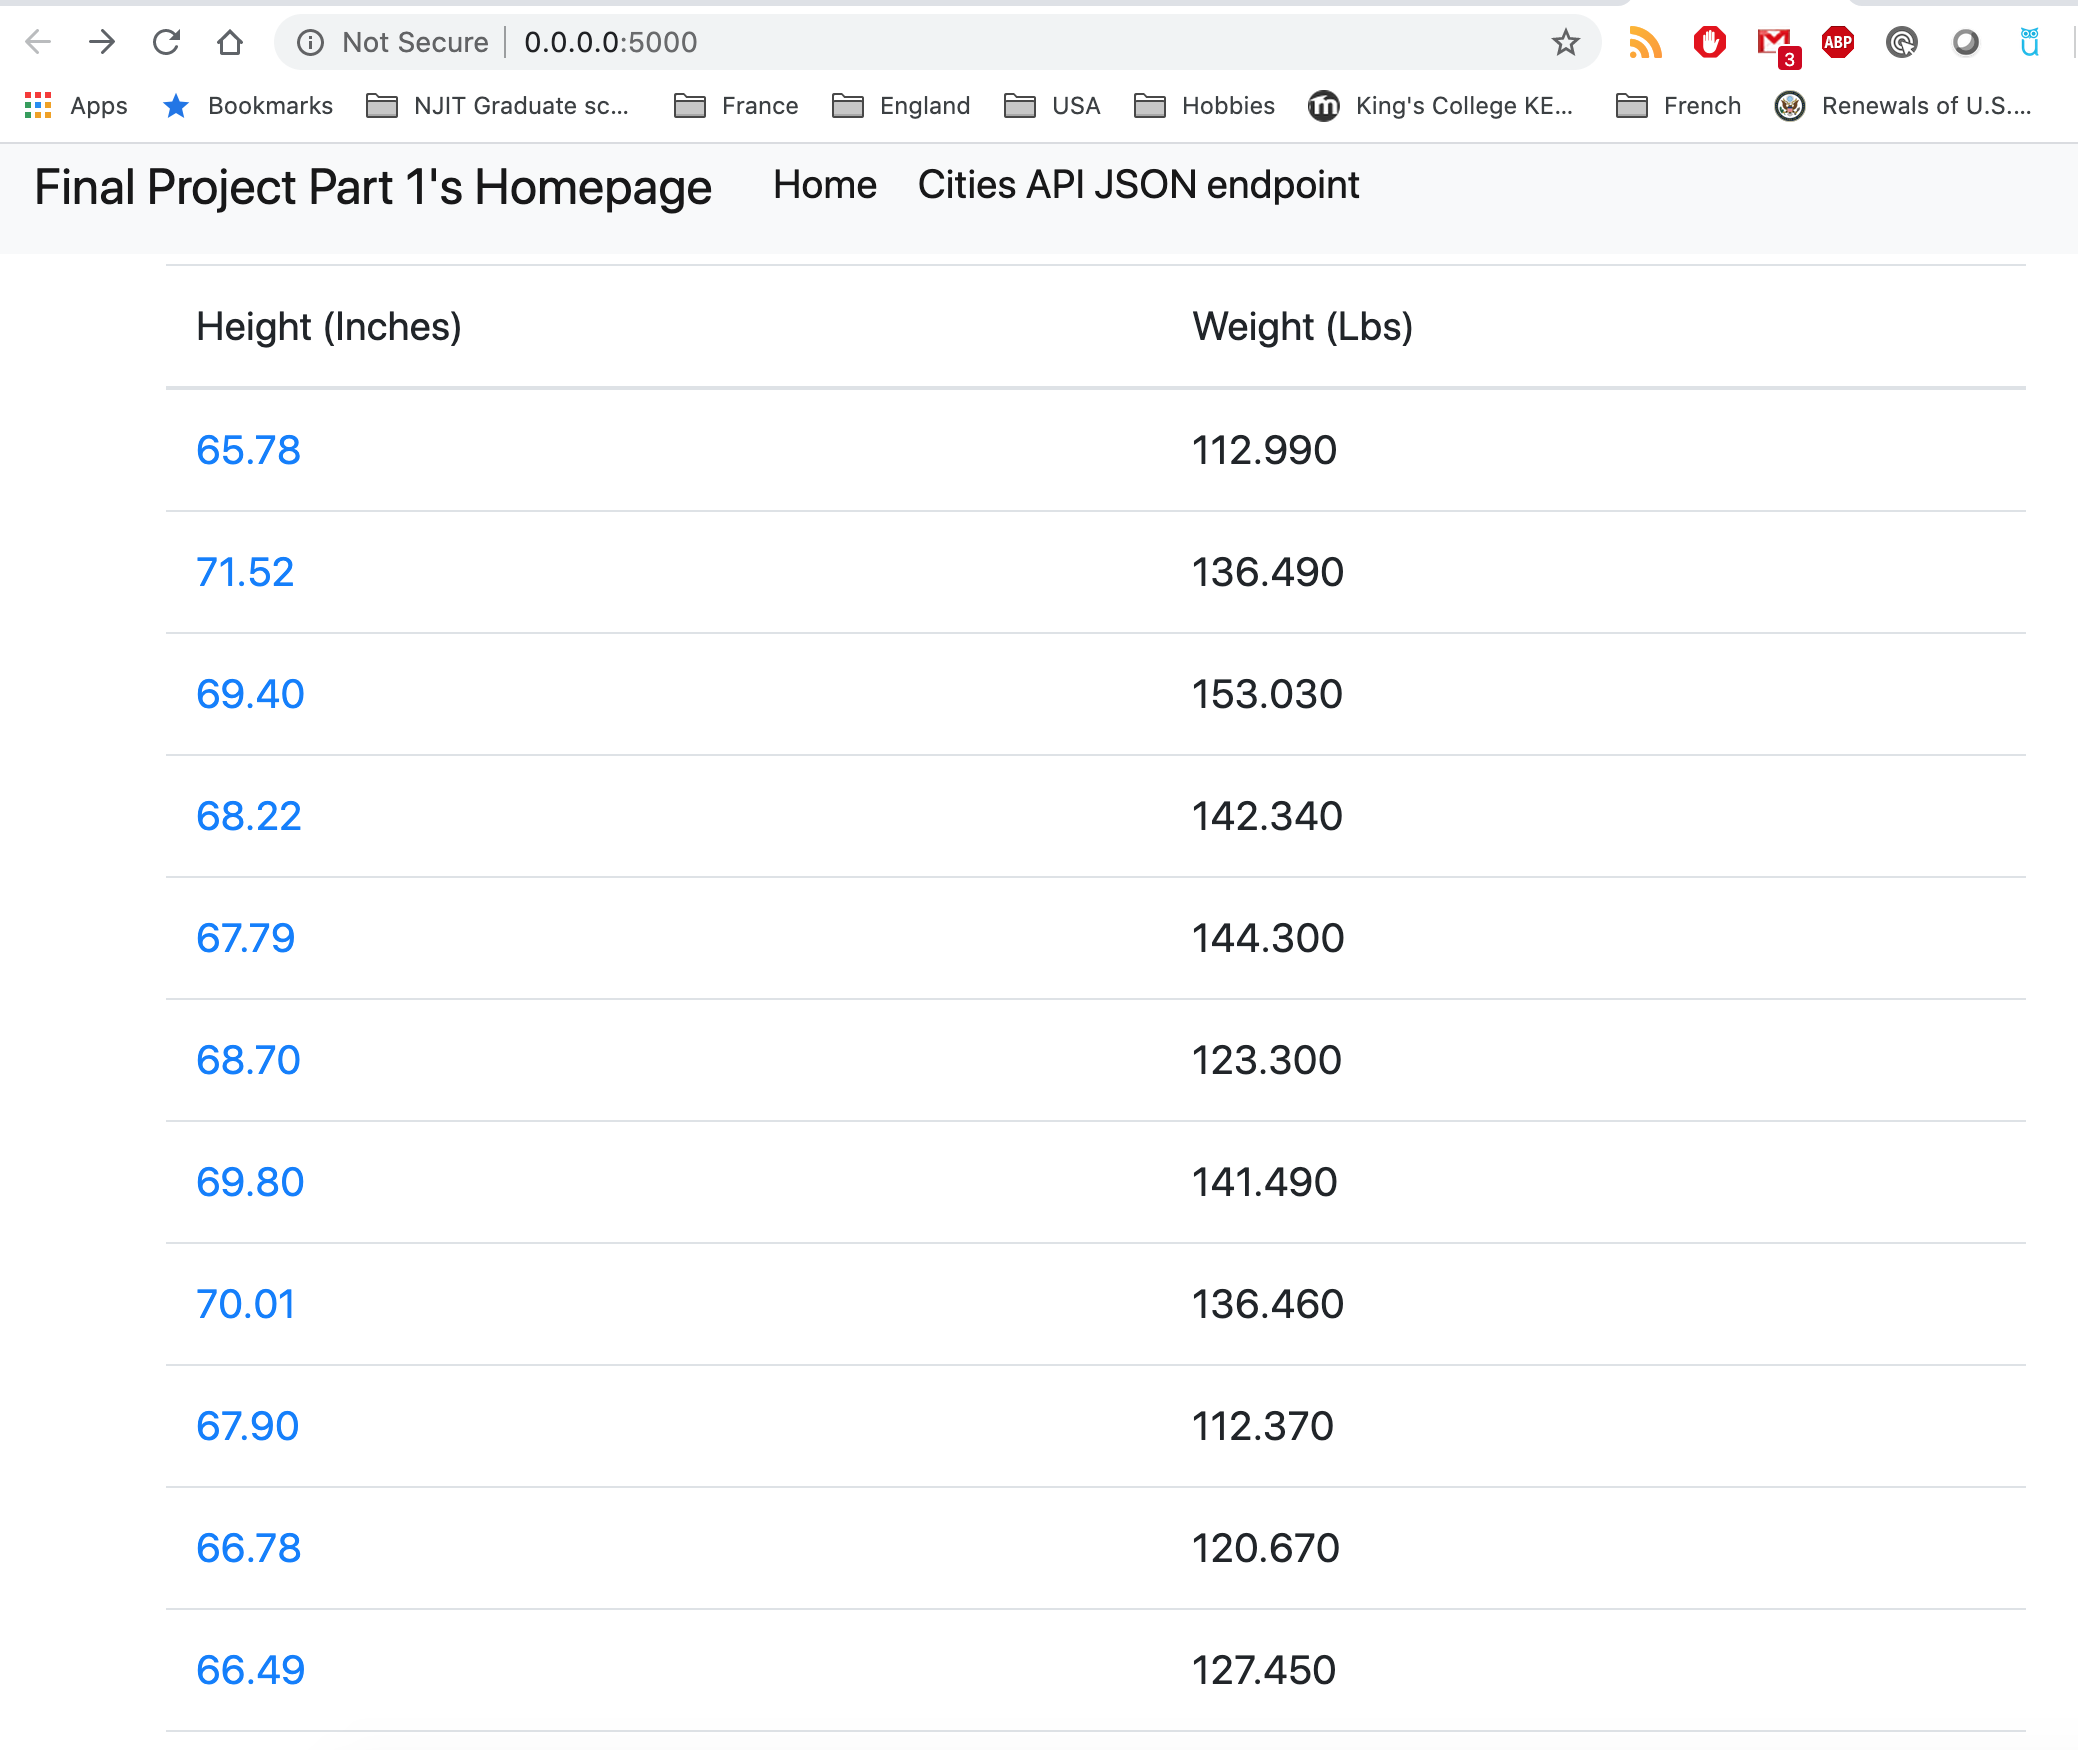 Not Secure | 0.0.0.0:5000
3
ABP
Apps Bookmarks NJIT Graduate sc... France England USA Hobbies King's College KE... French Renewals of U.S....
Final Project Part 1's Homepage Home Cities API JSON endpoint
Height (Inches) Weight (Lbs)
65.78 112.990
71.52 136.490
69.40 153.030
68.22 142.340
67.79 144.300
68.70 123.300
69.80 141.490
70.01 136.460
67.90 112.370
66.78 120.670
66.49 127.450